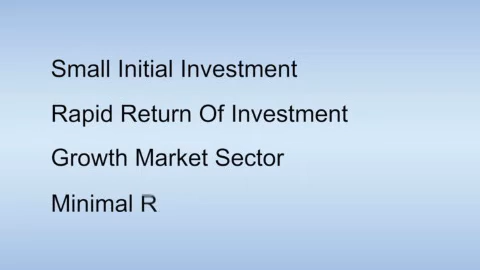 Small Initial Investment
Rapid Return Of Investment
Growth Market Sector
Minimal R